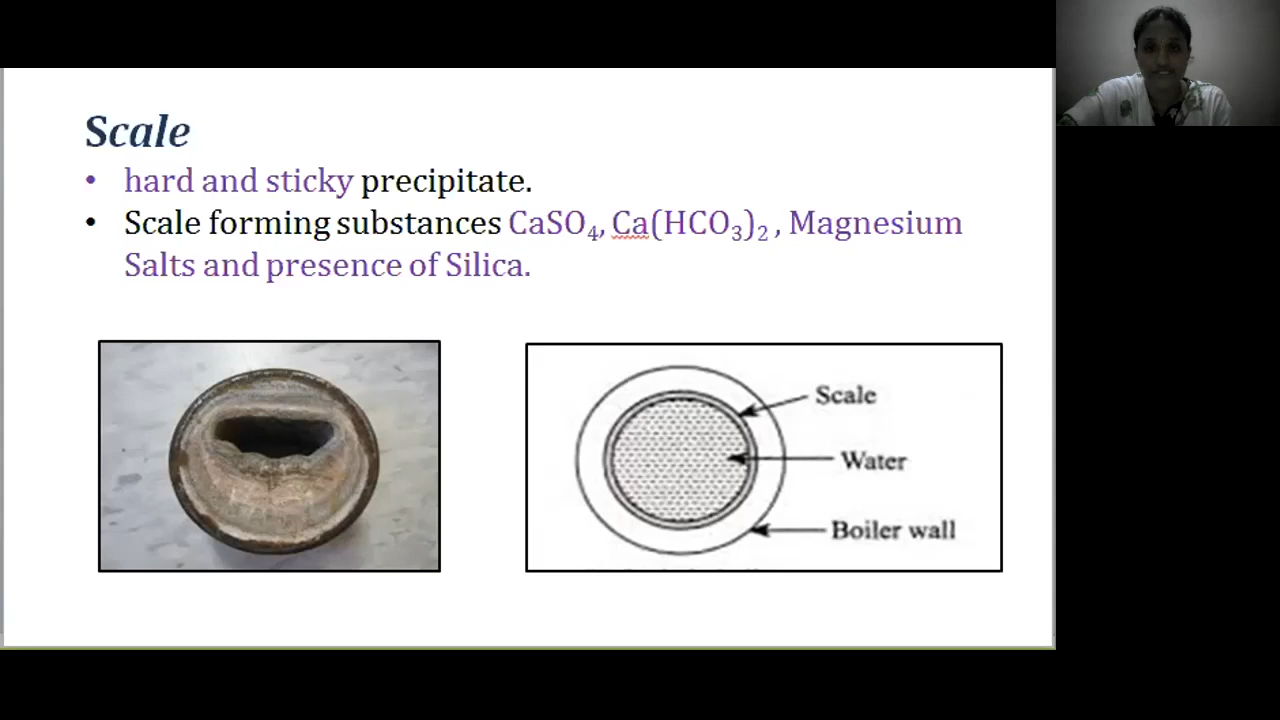 Scale
• hard and sticky precipitate.
• Scale forming substances CaSO₄, Ca(HCO₃)₂ , Magnesium
Salts and presence of Silica.
Scale
Water
Boiler wall